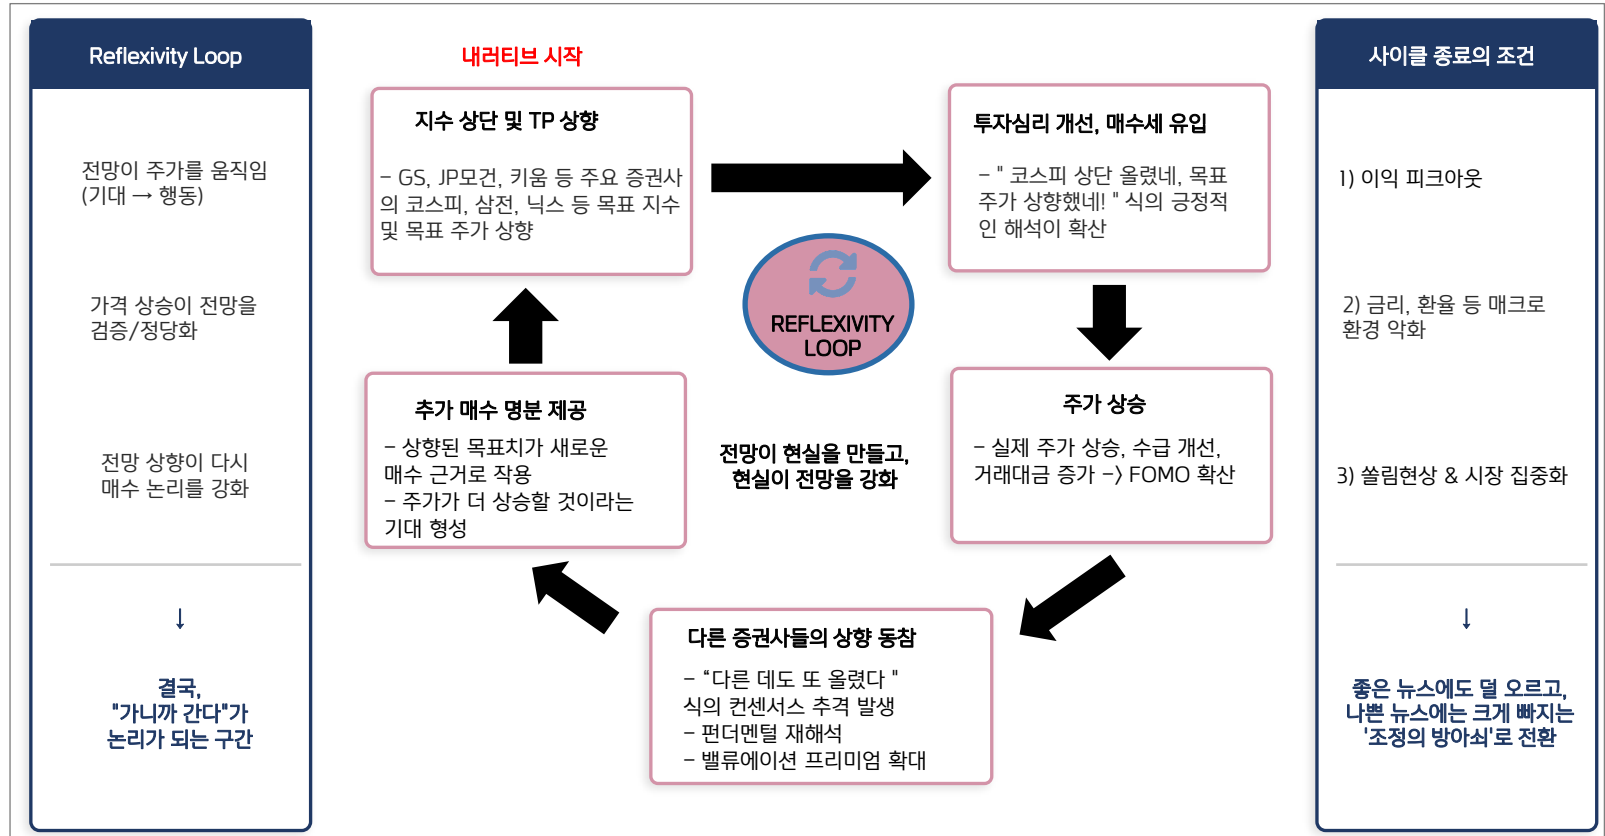 Reflexivity Loop
전망이 주가를 움직임
(기대 → 행동)
가격 상승이 전망을
검증/정당화
전망 상향이 다시
매수 논리를 강화
↓
결국,
"가니까 간다"가
논리가 되는 구간
내러티브 시작
지수 상단 및 TP 상향
– GS, JP모건, 키움 등 주요 증권사
의 코스피, 삼전, 닉스 등 목표 지수
및 목표 주가 상향
투자심리 개선, 매수세 유입
– " 코스피 상단 올렸네, 목표
주가 상향했네! " 식의 긍정적
인 해석이 확산
REFLEXIVITY
LOOP
전망이 현실을 만들고,
현실이 전망을 강화
주가 상승
– 실제 주가 상승, 수급 개선,
거래대금 증가 –> FOMO 확산
다른 증권사들의 상향 동참
– “다른 데도 또 올렸다 "
식의 컨센서스 추격 발생
– 펀더멘털 재해석
– 밸류에이션 프리미엄 확대
추가 매수 명분 제공
– 상향된 목표치가 새로운
매수 근거로 작용
– 주가가 더 상승할 것이라는
기대 형성
사이클 종료의 조건
1) 이익 피크아웃
2) 금리, 환율 등 매크로
환경 악화
3) 쏠림현상 & 시장 집중화
↓
좋은 뉴스에도 덜 오르고,
나쁜 뉴스에는 크게 빠지는
'조정의 방아쇠'로 전환